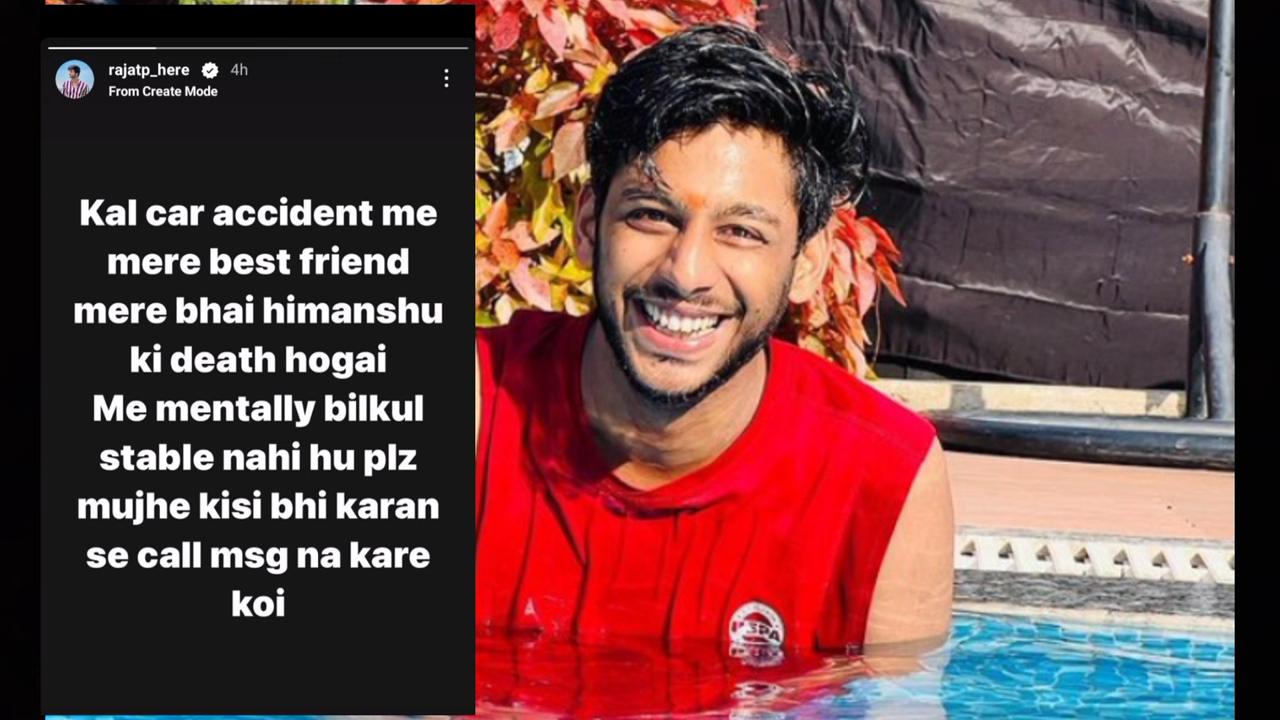 rajatp_here 4h
From Create Mode
Kal car accident me
mere best friend
mere bhai himanshu
ki death hogai
Me mentally bilkul
stable nahi hu plz
mujhe kisi bhi karan
se call msg na kare
koi